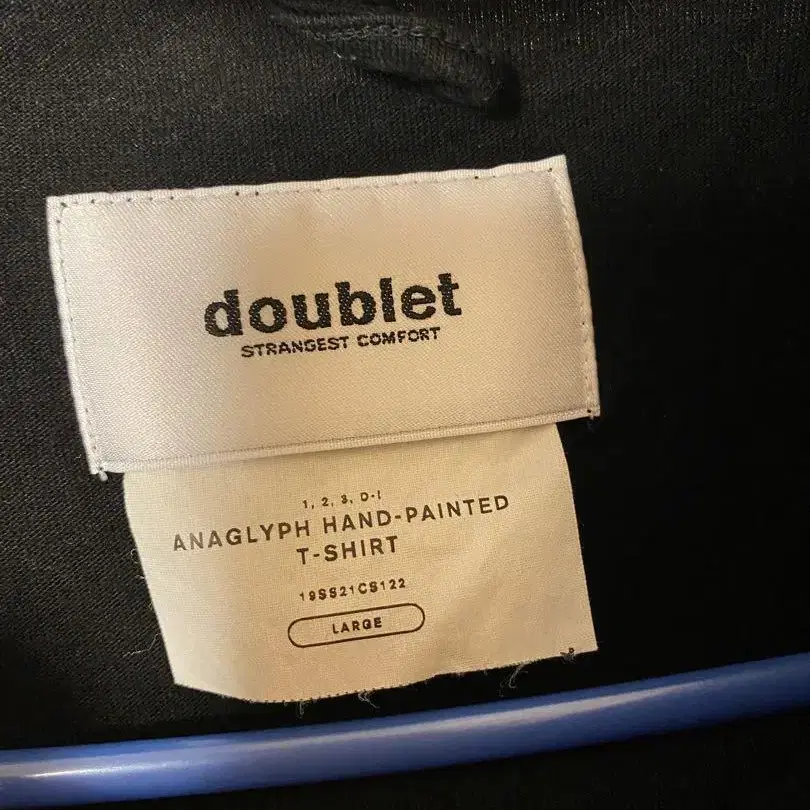 doublet
STRANGEST COMFORT
1, 2, 3, D-I
ANAGLYPH HAND-PAINTED
T-SHIRT
19SS21CS122
LARGE